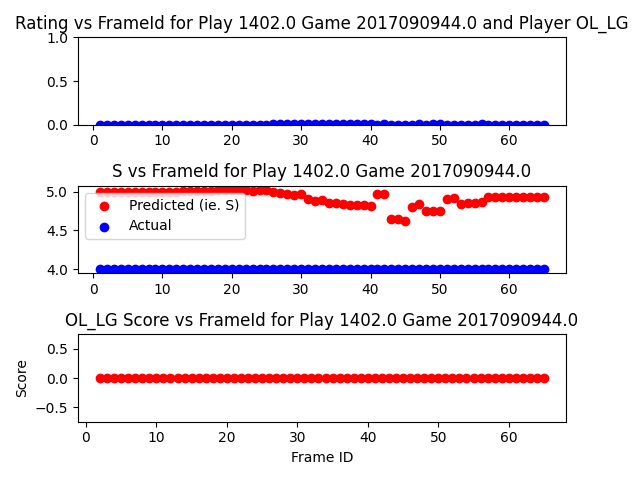 Rating vs FrameId for Play 1402.0 Game 2017090944.0 and Player OL_LG
1.0
0.5
0.0
0 10 20 30 40 50 60
S vs FrameId for Play 1402.0 Game 2017090944.0
5.0
4.5
4.0
Predicted (ie. S)
Actual
0 10 20 30 40 50 60
OL_LG Score vs FrameId for Play 1402.0 Game 2017090944.0
Score
0.5
0.0
−0.5
0 10 20 30 40 50 60
Frame ID